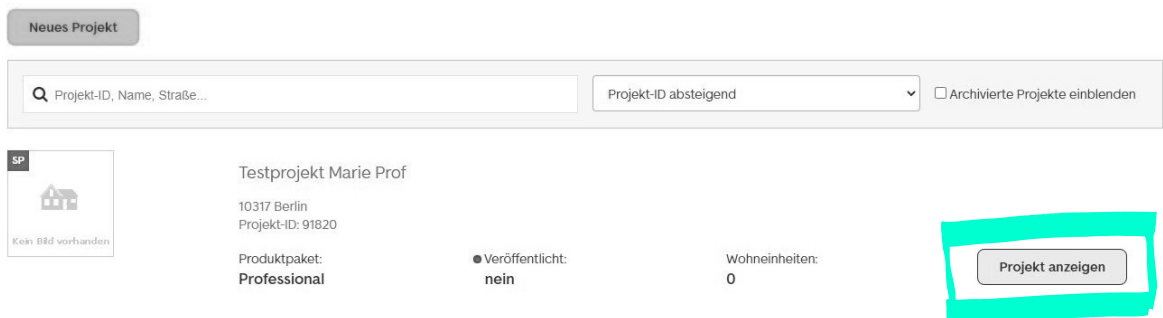 Neues Projekt
Projekt-ID, Name, Straße...
Projekt-ID absteigend
Archivierte Projekte einblenden
SP
Kein Bild vorhanden
Testprojekt Marie Prof
10317 Berlin
Projekt-ID: 91820
Produktpaket:
Professional
Veröffentlicht:
nein
Wohneinheiten:
0
Projekt anzeigen